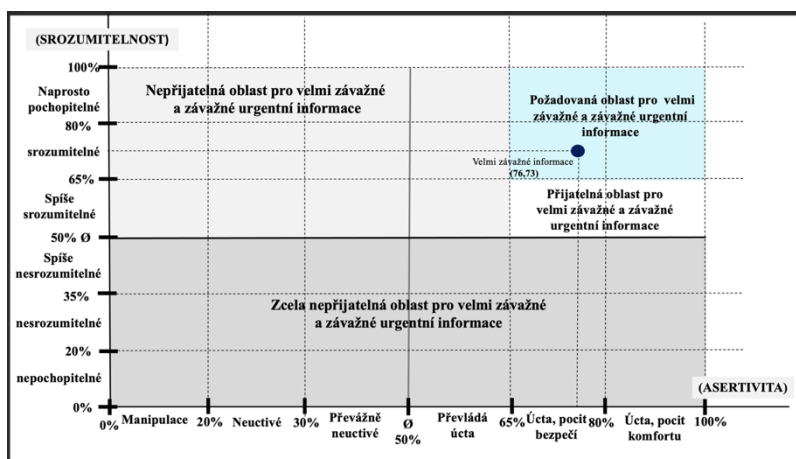 (SROZUMITELNOST)
100%
Naprosto
pochopitelné
80%
srozumitelné
65%
Spíše
srozumitelné
50% Ø
Spíše
nesrozumitelné
35%
nesrozumitelné
20%
nepochopitelné
0%
Nepřijatelná oblast pro velmi závažné
a závažné urgentní informace
Požadovaná oblast pro velmi
závažné a závažné urgentní
informace
Velmi závažné informace
(76,73)
Přijatelná oblast pro
velmi závažné a závažné
urgentní informace
Zcela nepřijatelná oblast pro velmi závažné
a závažné urgentní informace
(ASERTIVITA)
0%
Manipulace
20%
Neuctivé
30%
Převážně
neuctivé
Ø
50%
Převládá
úcta
65%
Úcta, pocit
bezpečí
80%
Úcta, pocit
komfortu
100%